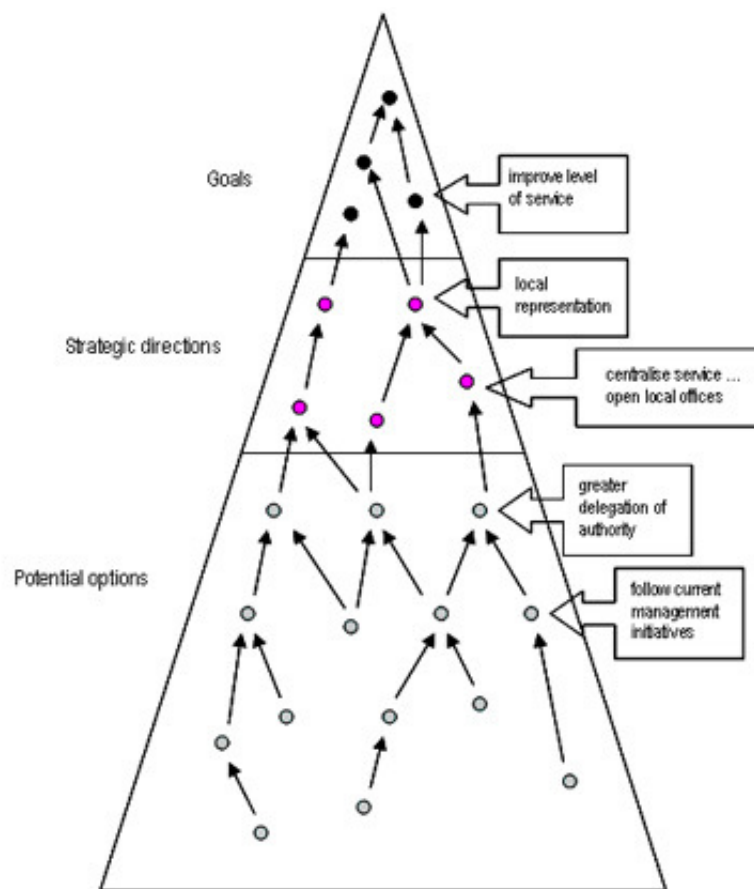 Goals
improve level
of service
local
representation
Strategic directions
centralise service ...
open local offices
greater
delegation of
authority
Potential options
follow current
management
initiatives